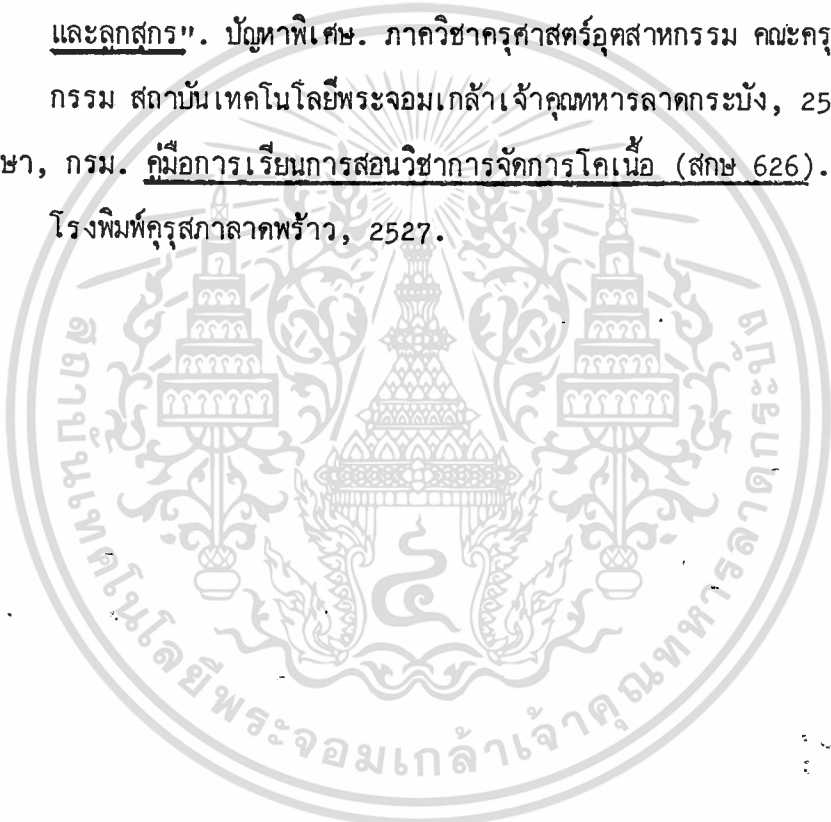 และลูกสุกร". ปัญหาพิเศษ. ภาควิชาครุศาสตร์อุตสาหกรรม คณะครุ
กรรม สถาบันเทคโนโลยีพระจอมเกล้าเจ้าคุณทหารลาดกระบัง, 25
ษา, กรม. คู่มือการเรียนการสอนวิชาการจัดการโคเนื้อ (สกษ 626).
โรงพิมพ์คุรุสภาลาดพร้าว, 2527.
สถาบันเทคโนโลยีพระจอมเกล้าเจ้าคุณทหารลาดกระบัง